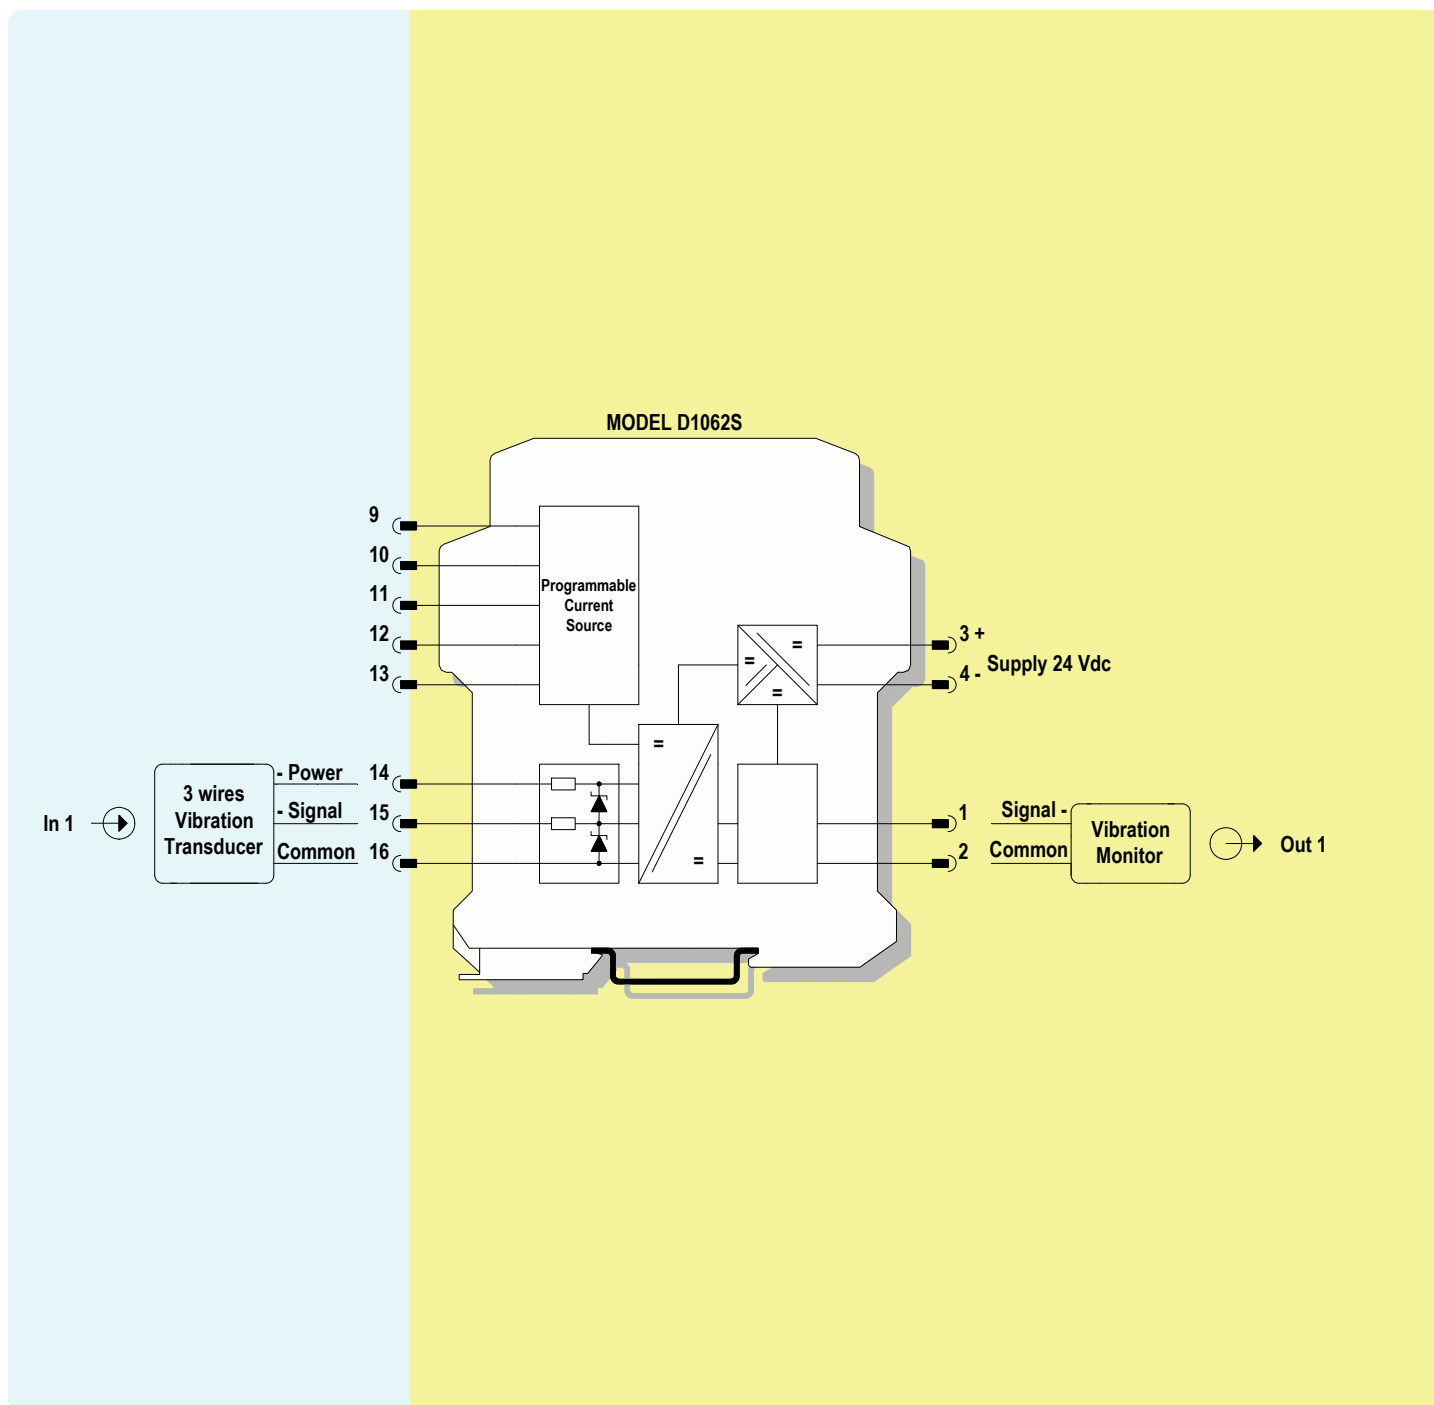 MODEL D1062S
9
10
11
12
13
Programmable
Current
Source
=
=
=
3 +
4 -
Supply 24 Vdc
=
=
In 1
3 wires
Vibration
Transducer
- Power
14
- Signal
15
Common
16
1
Signal -
2
Common
Vibration
Monitor
Out 1